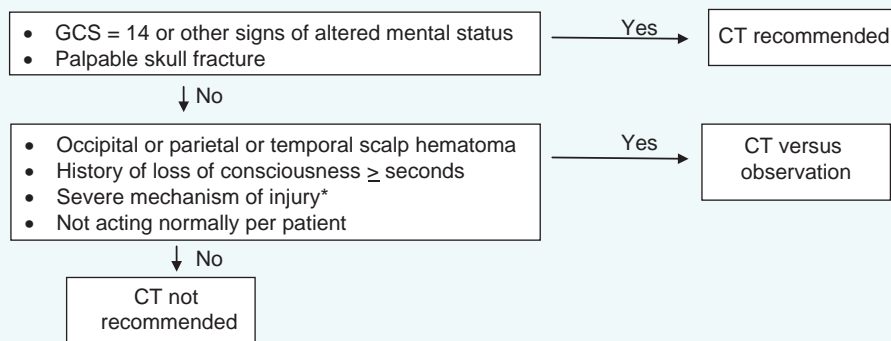 • GCS = 14 or other signs of altered mental status
• Palpable skull fracture
Yes
CT recommended
No
• Occipital or parietal or temporal scalp hematoma
• History of loss of consciousness ≥ seconds
• Severe mechanism of injury*
• Not acting normally per patient
Yes
CT versus
observation
No
CT not
recommended